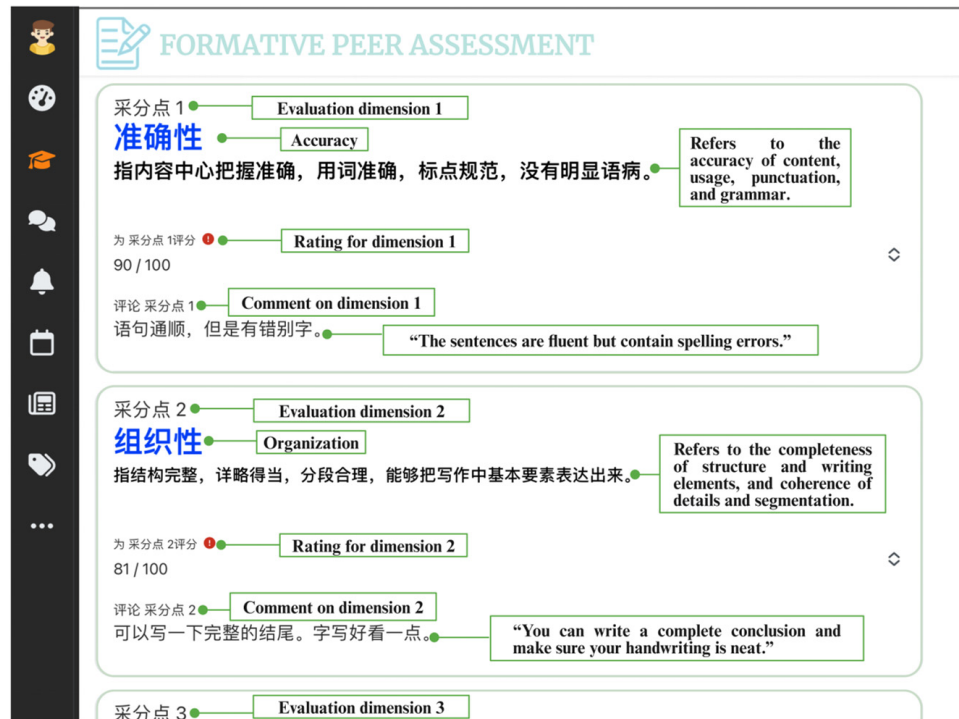 FORMATIVE PEER ASSESSMENT
采分点 1
Evaluation dimension 1
准确性
Accuracy
指内容中心把握准确，用词准确，标点规范，没有明显语病。
Refers to the
accuracy of content,
usage, punctuation,
and grammar.
为 采分点 1评分
Rating for dimension 1
90 / 100
评论 采分点 1
Comment on dimension 1
语句通顺，但是有错别字。
“The sentences are fluent but contain spelling errors.”
采分点 2
Evaluation dimension 2
组织性
Organization
指结构完整，详略得当，分段合理，能够把写作中基本要素表达出来。
Refers to the completeness
of structure and writing
elements, and coherence of
details and segmentation.
为 采分点 2评分
Rating for dimension 2
81 / 100
评论 采分点 2
Comment on dimension 2
可以写一下完整的结尾。字写好看一点。
“You can write a complete conclusion and
make sure your handwriting is neat.”
采分点 3
Evaluation dimension 3